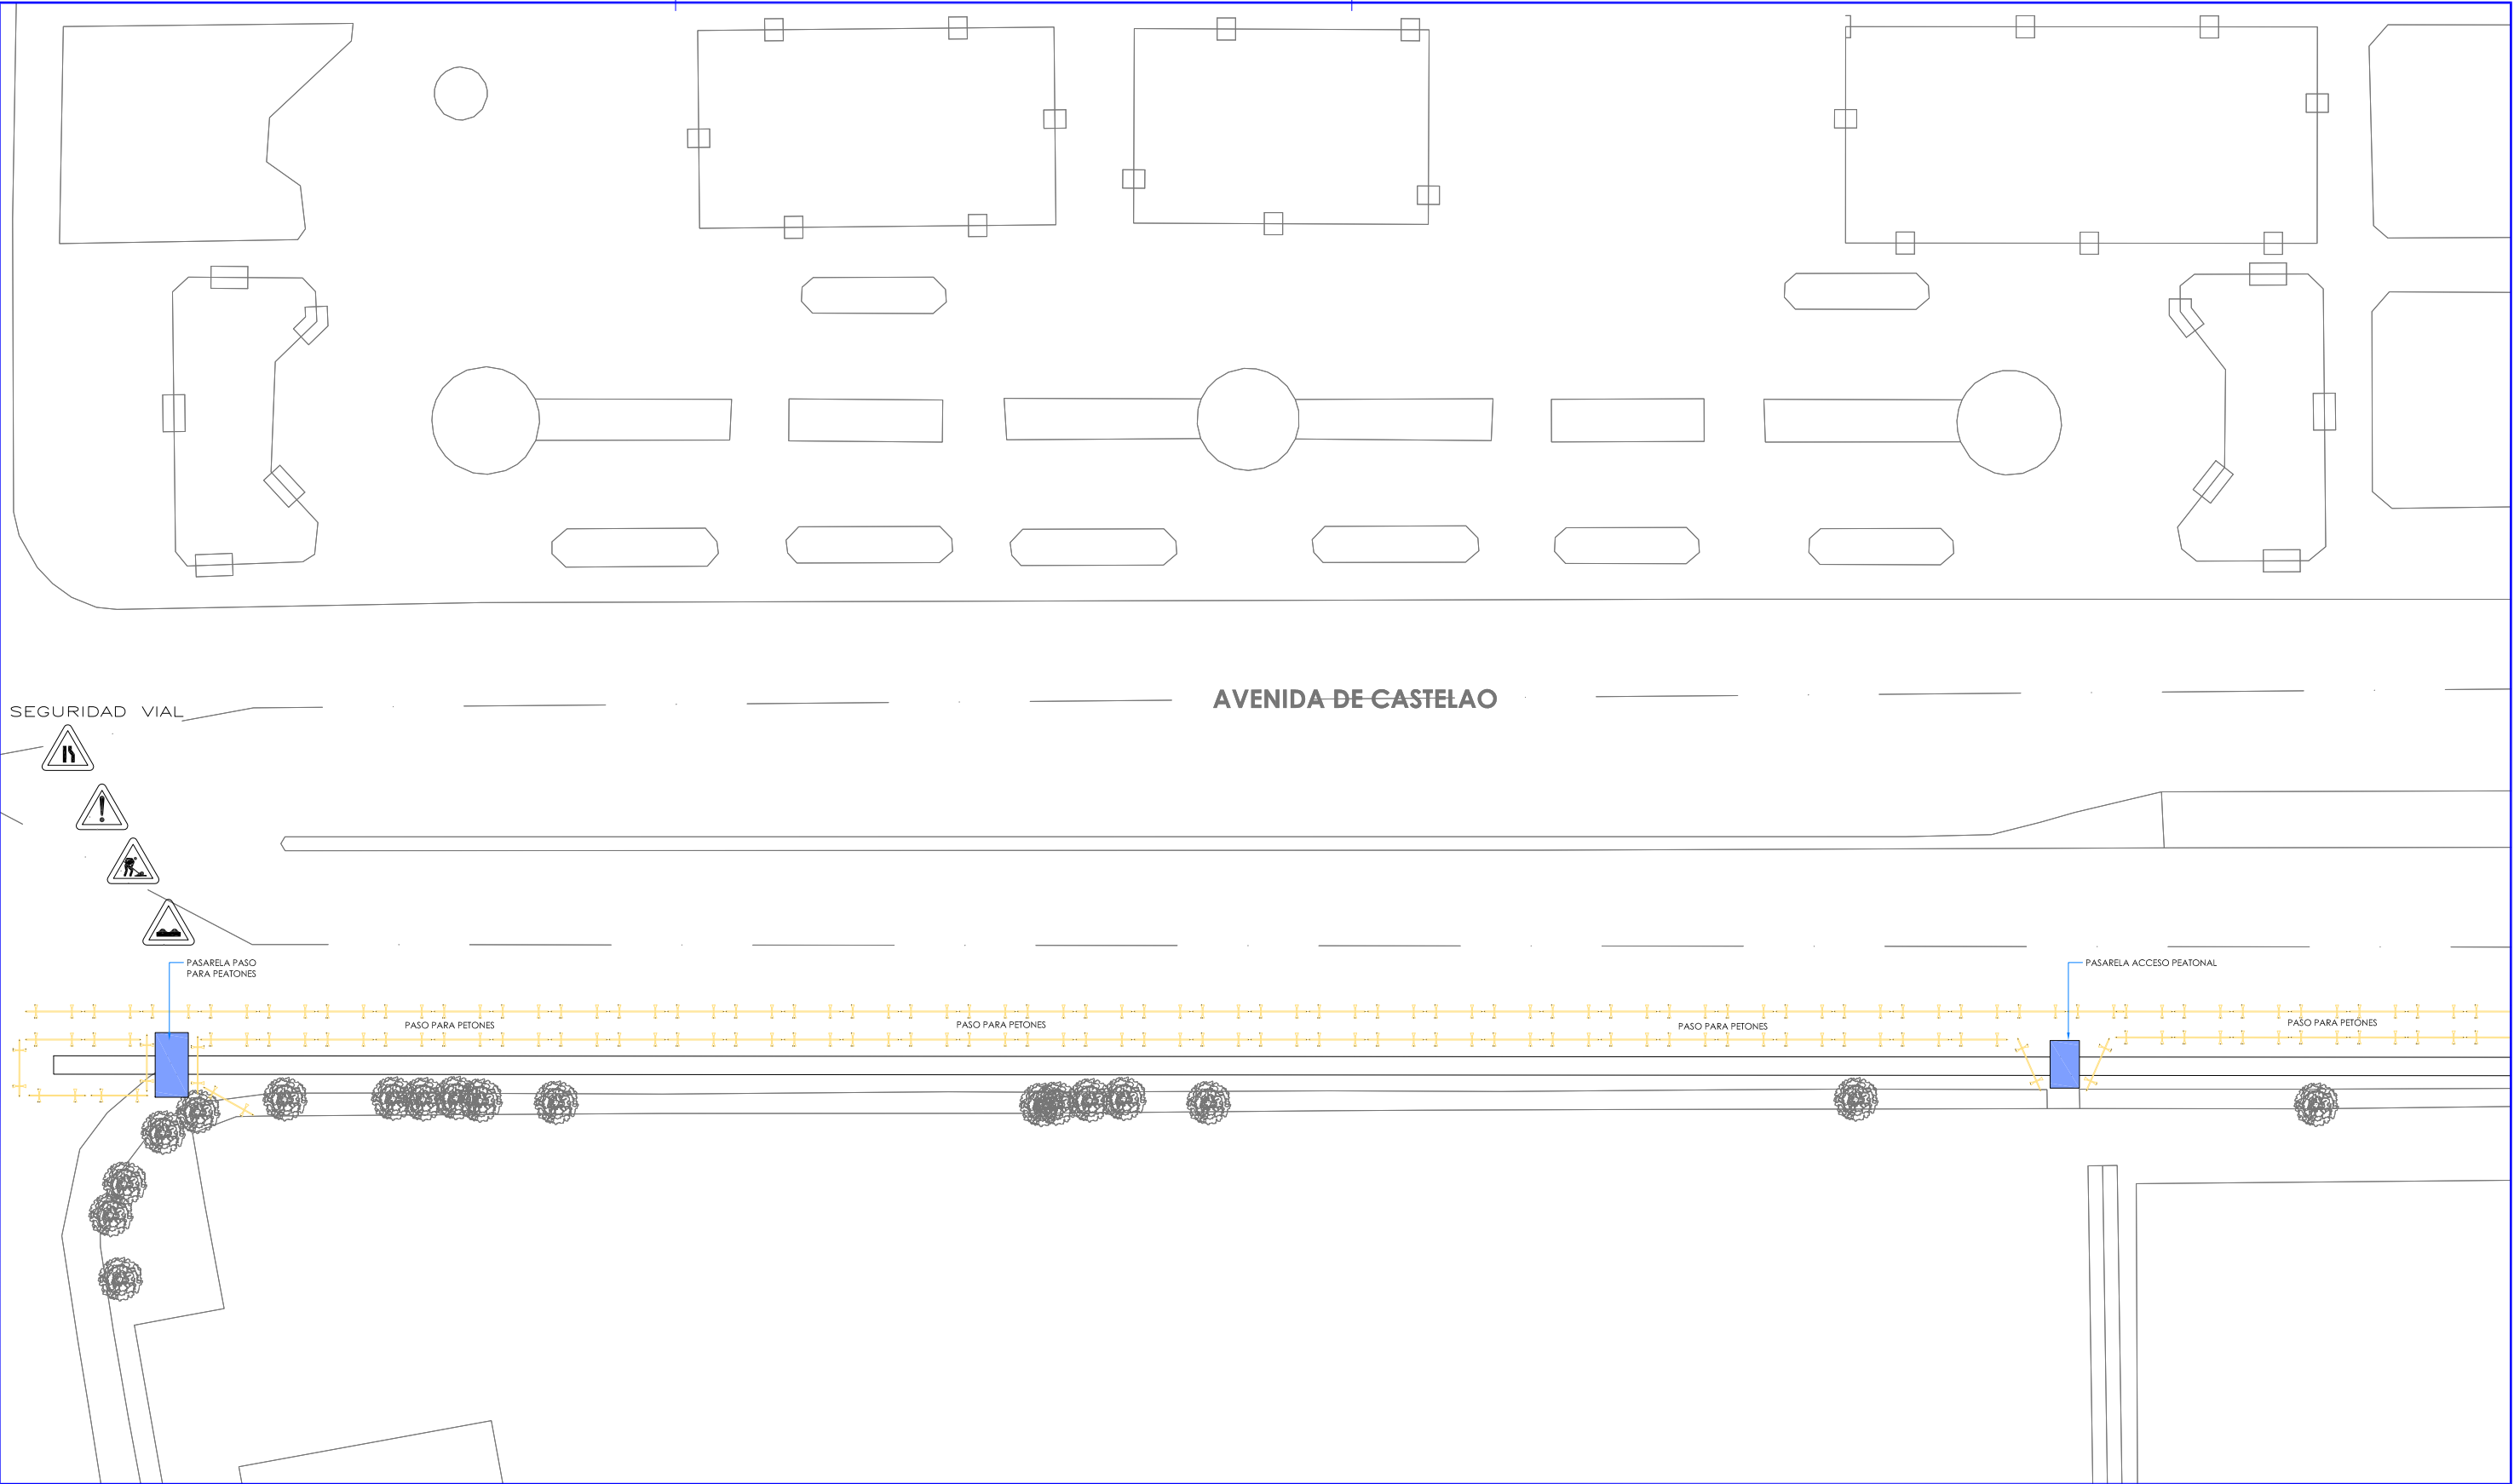 AVENIDA DE CASTELAO
SEGURIDAD VIAL
PASARELA PASO
PARA PEATONES
PASARELA ACCESO PEATONAL
PASO PARA PETONES
PASO PARA PETONES
PASO PARA PETONES
PASO PARA PETONES